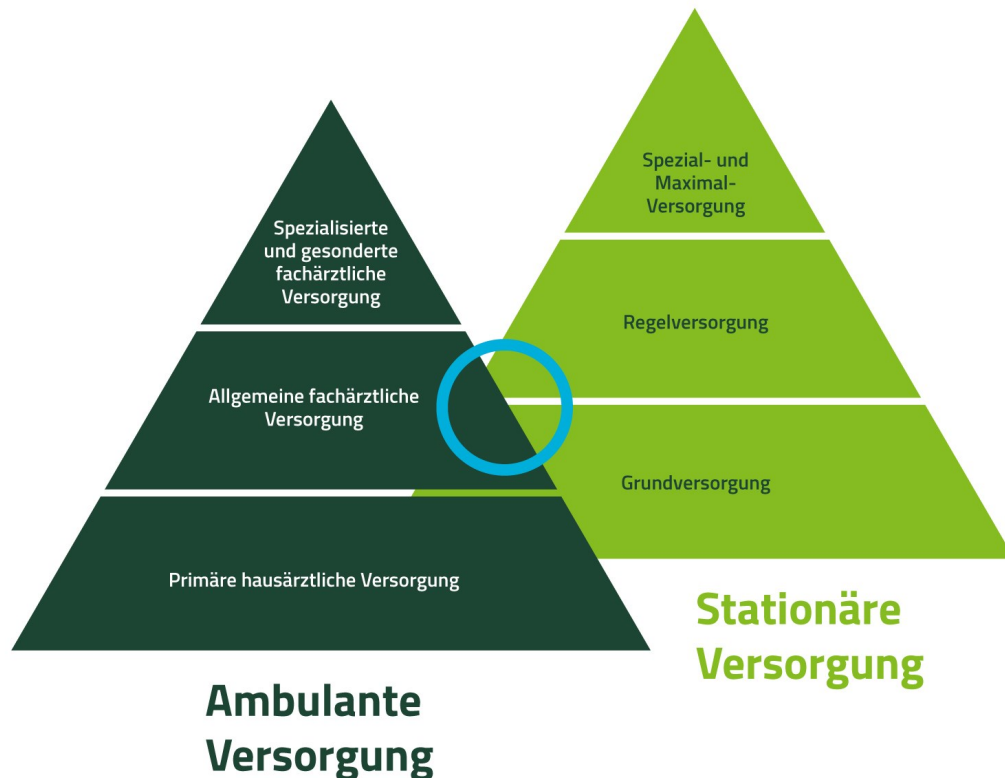 Spezialisierte
und gesonderte
fachärztliche
Versorgung
Allgemeine fachärztliche
Versorgung
Primäre hausärztliche Versorgung
Ambulante
Versorgung
Spezial- und
Maximal-
Versorgung
Regelversorgung
Grundversorgung
Stationäre
Versorgung